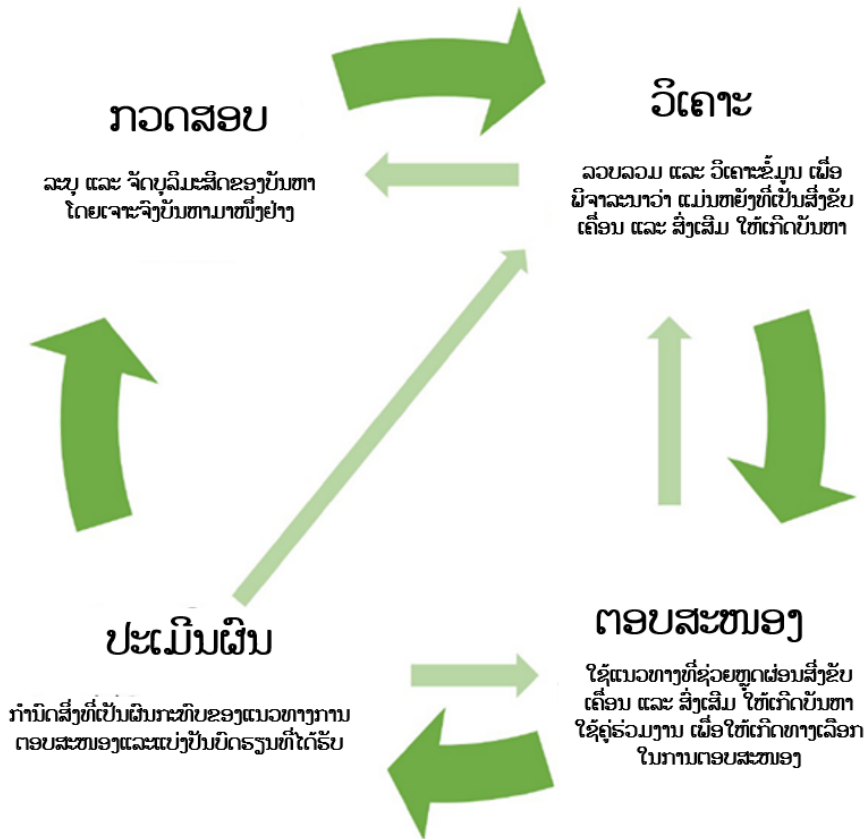 ກວດສອບ
ລະບຸ ແລະ ຈັດບຸລິມະສິດຂອງບັນຫາ
ໂດຍເຈາະຈົງບັນຫາມາໜຶ່ງຢ່າງ
ວິເຄາະ
ລວບລວມ ແລະ ວິເຄາະຂໍ້ມູນ ເພື່ອ
ພິຈາລະນາວ່າ ແມ່ນຫຍັງທີ່ເປັນສິ່ງຂັບ
ເຄື່ອນ ແລະ ສົ່ງເສີມ ໃຫ້ເກີດບັນຫາ
ຕອບສະໜອງ
ໃຊ້ແນວທາງທີ່ຊ່ວຍຫຼຸດຜ່ອນສິ່ງຂັບ
ເຄື່ອນ ແລະ ສົ່ງເສີມ ໃຫ້ເກີດບັນຫາ
ໃຊ້ຄູ່ຮ່ວມງານ ເພື່ອໃຫ້ເກີດທາງເລືອກ
ໃນການຕອບສະໜອງ
ປະເມີນຜົນ
ກຳນົດສິ່ງທີ່ເປັນຜົນກະທົບຂອງແນວທາງການ
ຕອບສະໜອງແລະແບ່ງປັນບົດຮຽນທີ່ໄດ້ຮັບ